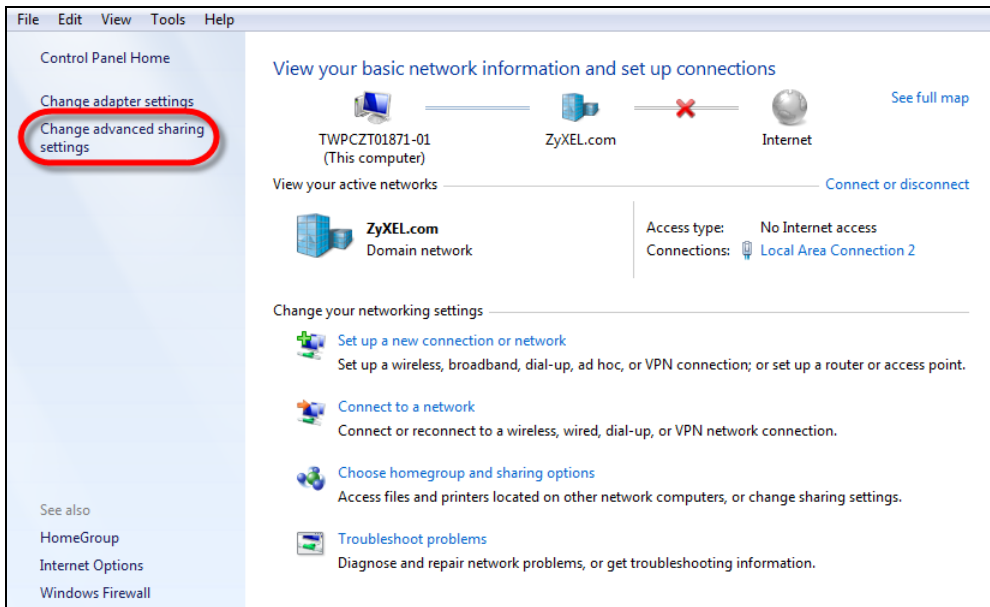 File Edit View Tools Help
Control Panel Home
Change adapter settings
Change advanced sharing
settings
View your basic network information and set up connections
See full map
TWPCZT01871-01
(This computer)
ZyXEL.com
Internet
View your active networks
Connect or disconnect
ZyXEL.com
Domain network
Access type: No Internet access
Connections: Local Area Connection 2
Change your networking settings
Set up a new connection or network
Set up a wireless, broadband, dial-up, ad hoc, or VPN connection; or set up a router or access point.
Connect to a network
Connect or reconnect to a wireless, wired, dial-up, or VPN network connection.
Choose homegroup and sharing options
Access files and printers located on other network computers, or change sharing settings.
Troubleshoot problems
Diagnose and repair network problems, or get troubleshooting information.
See also
HomeGroup
Internet Options
Windows Firewall